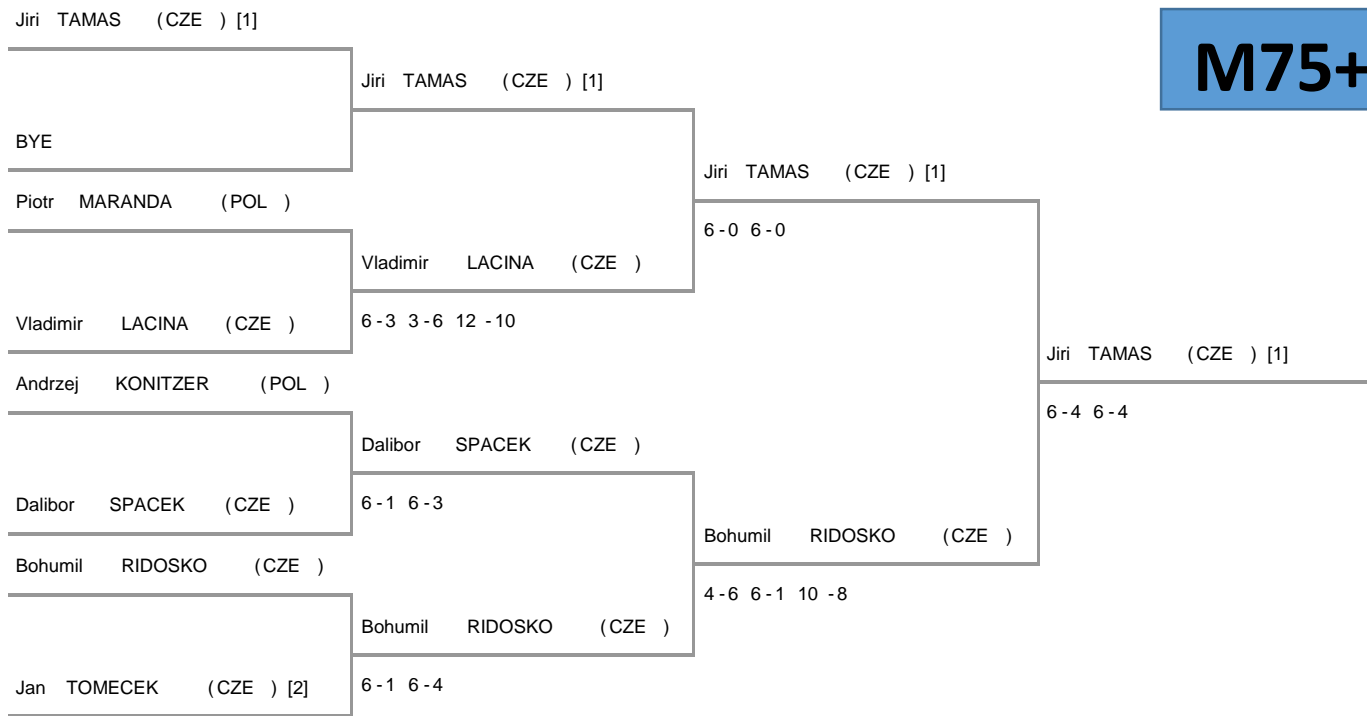 Jiri TAMAS (CZE ) [1]
M75+
Jiri TAMAS (CZE ) [1]
BYE
Jiri TAMAS (CZE ) [1]
Piotr MARANDA (POL )
6-0 6-0
Vladimir LACINA (CZE )
Vladimir LACINA (CZE )
6-3 3-6 12 -10
Jiri TAMAS (CZE ) [1]
Andrzej KONITZER (POL )
6-4 6-4
Dalibor SPACEK (CZE )
Dalibor SPACEK (CZE )
6-1 6-3
Bohumil RIDOSKO (CZE )
Bohumil RIDOSKO (CZE )
4-6 6-1 10 -8
Bohumil RIDOSKO (CZE )
Jan TOMECEK (CZE ) [2]
6-1 6-4